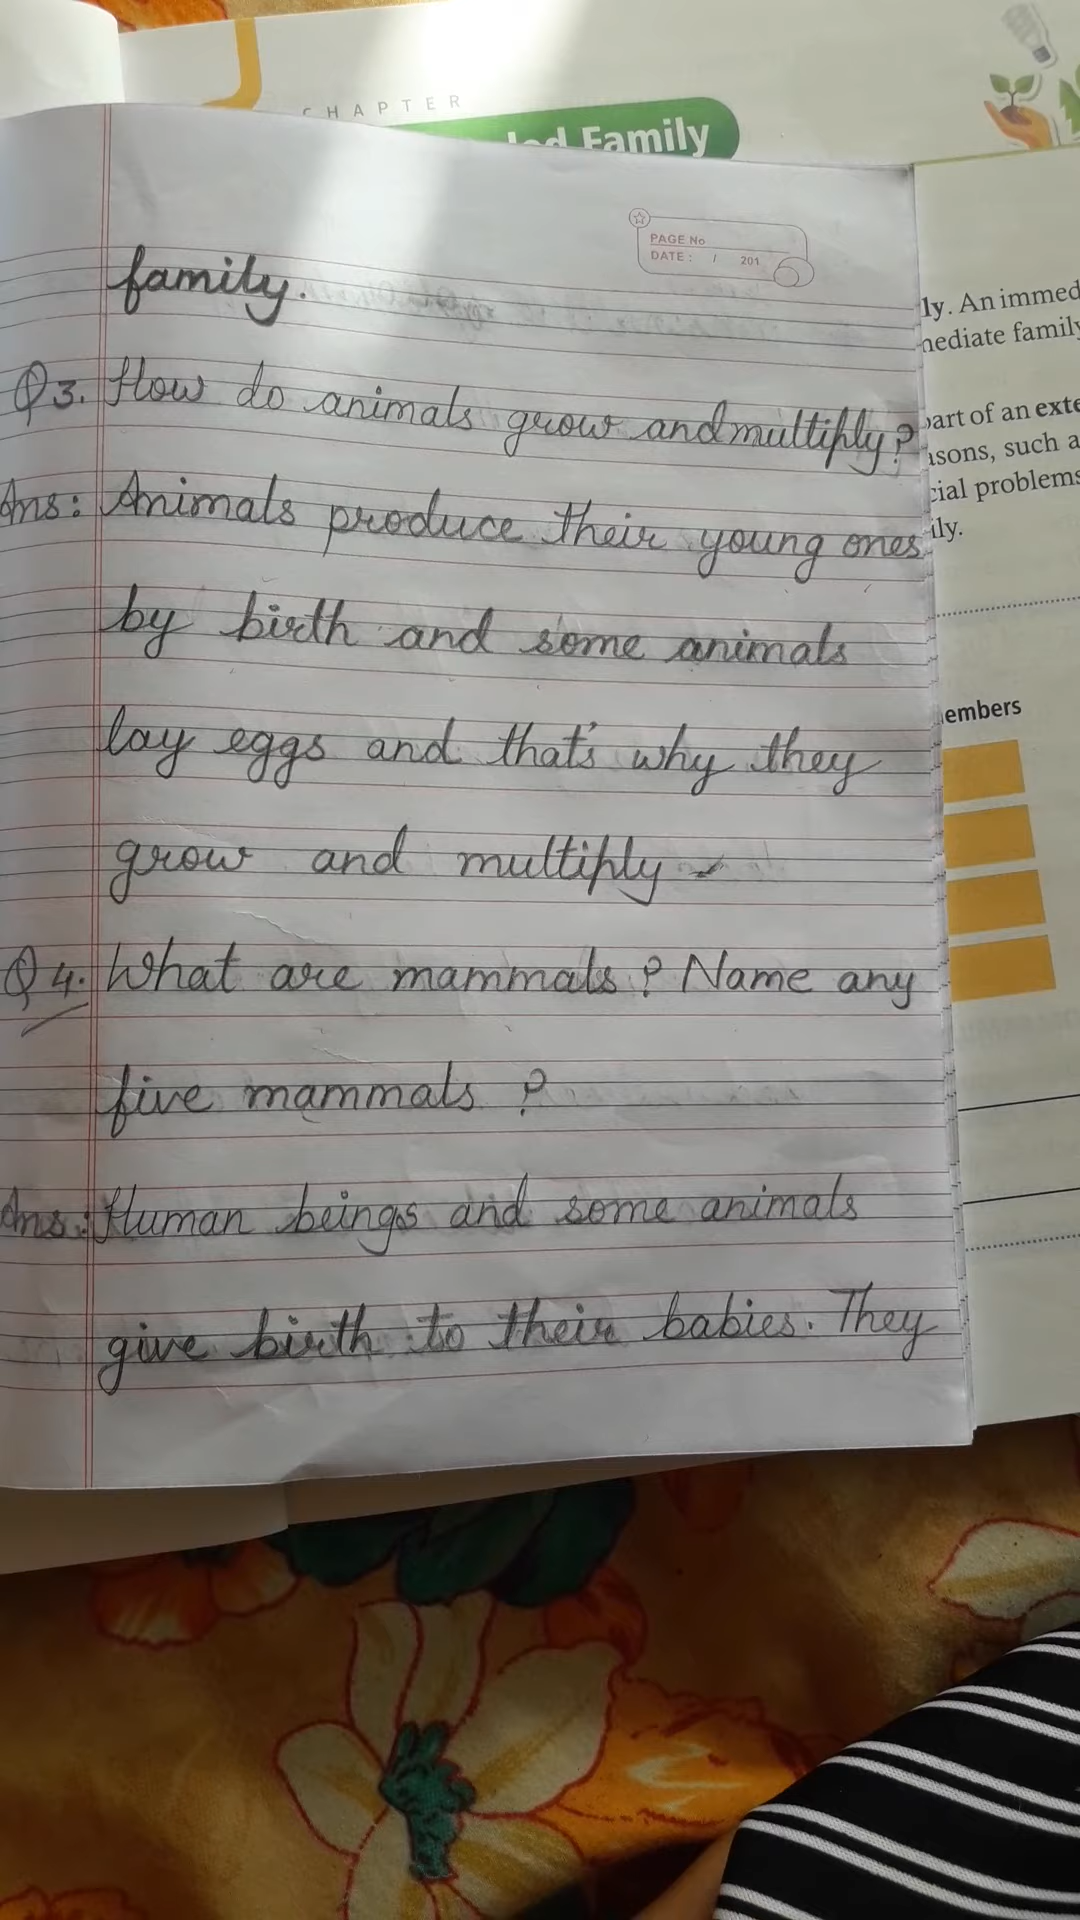 CHAPTER
ded Family
PAGE No
DATE: / 201
family.
Q3. How do animals grow and multiply?
Ans: Animals produce their young ones
by birth and some animals
lay eggs and that's why they
grow and multiply
Q4. What are mammals? Name any
five mammals?
Ans: Human beings and some animals
give birth to their babies. They
ly. An immed
mediate family
part of an exte
asons, such a
cial problems
ily.
embers